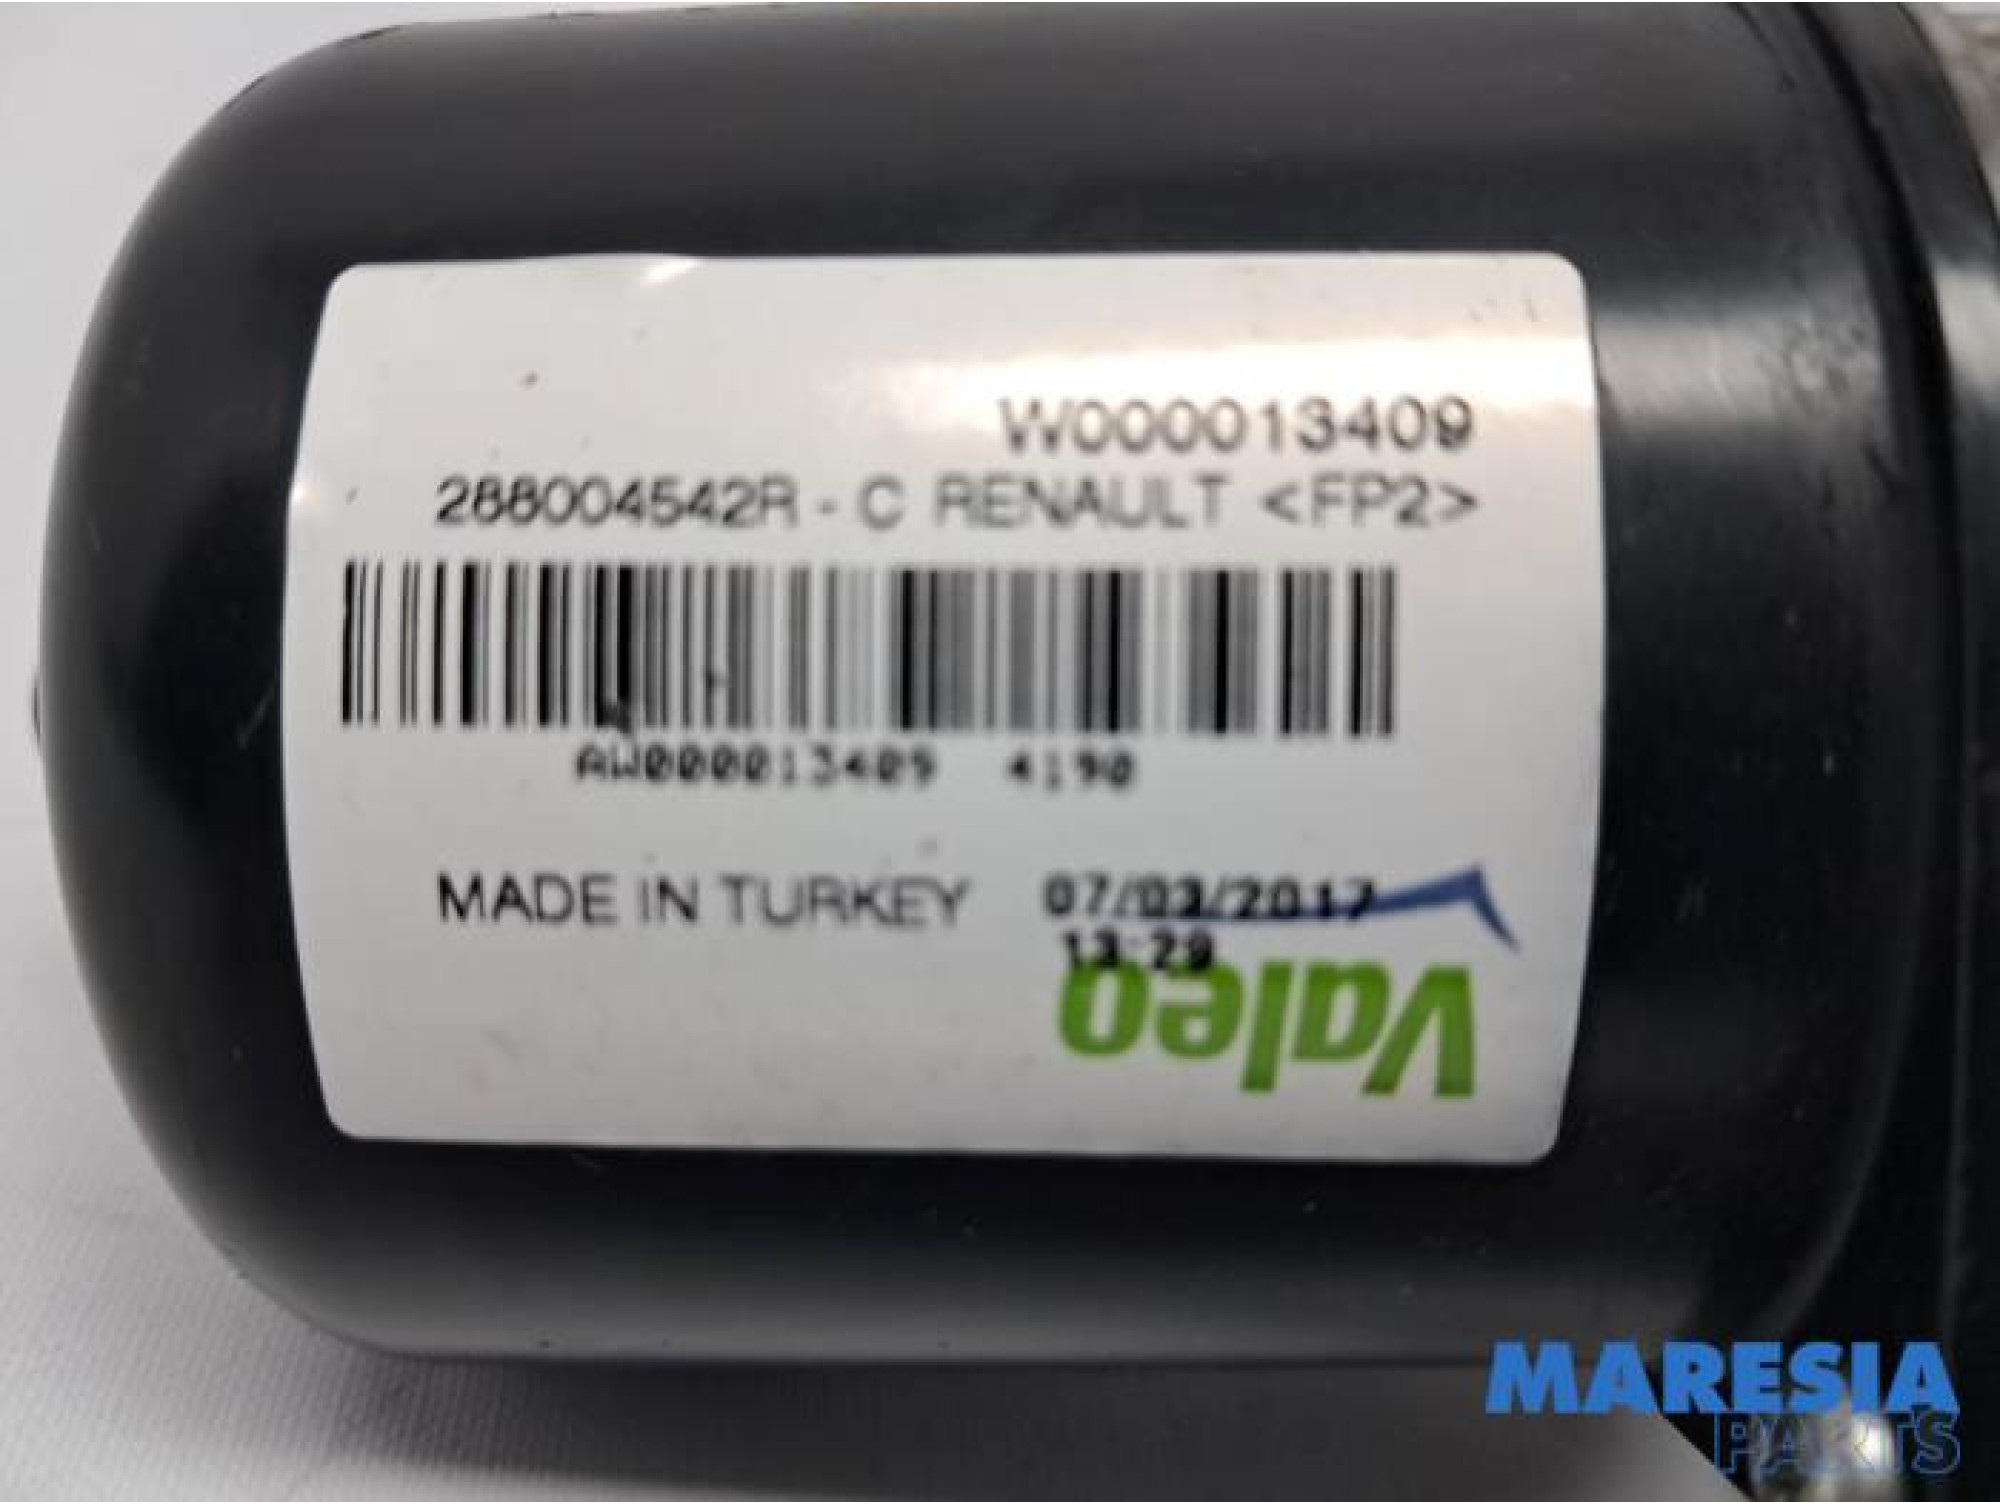 W000013409
288004542R - C RENAULT <FP2>
AW000013409 4190
MADE IN TURKEY 07/03/2017
13:29
Valeo
MARESIA
PARTS